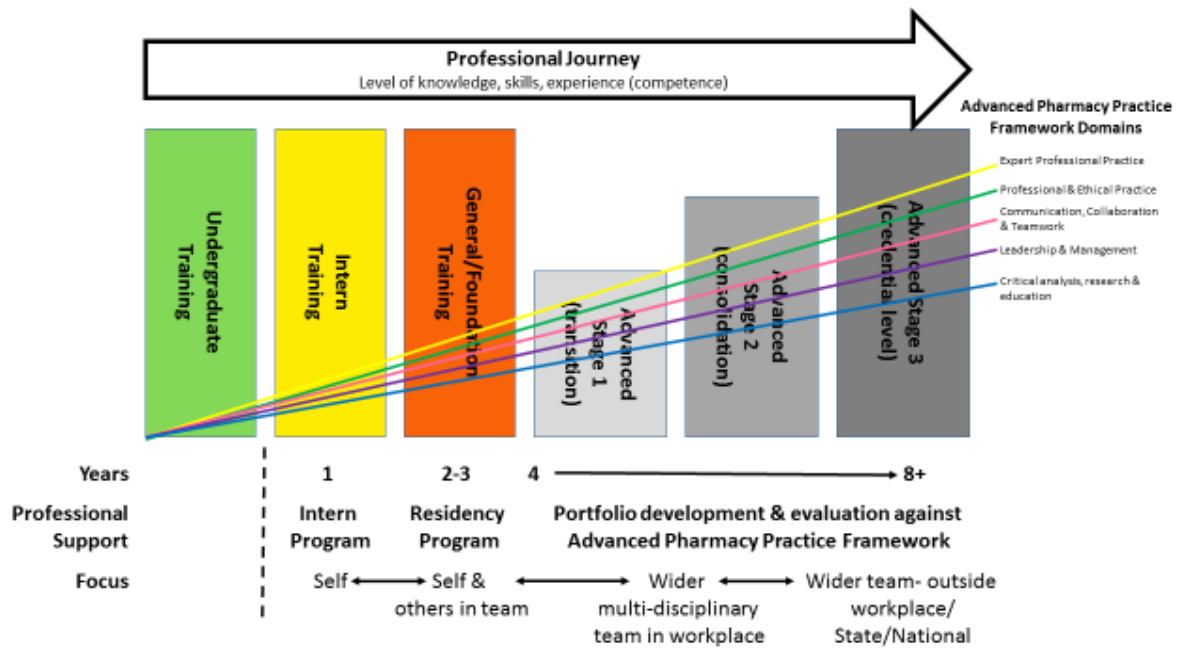 Professional Journey
Level of knowledge, skills, experience (competence)
Advanced Pharmacy Practice
Framework Domains
Expert Professional Practice
Professional & Ethical Practice
Communication, Collaboration
& Teamwork
Leadership & Management
Critical analysis, research &
education
Undergraduate
Training
Intern
Training
General/Foundation
Training
Advanced
Stage 1
(transition)
Advanced
Stage 2
(consolidation)
Advanced Stage 3
(credential level)
Years
1
2-3
4
8+
Professional
Support
Intern
Program
Residency
Program
Portfolio development & evaluation against
Advanced Pharmacy Practice Framework
Focus
Self
Self &
others in team
Wider
multi-disciplinary
team in workplace
Wider team- outside
workplace/
State/National